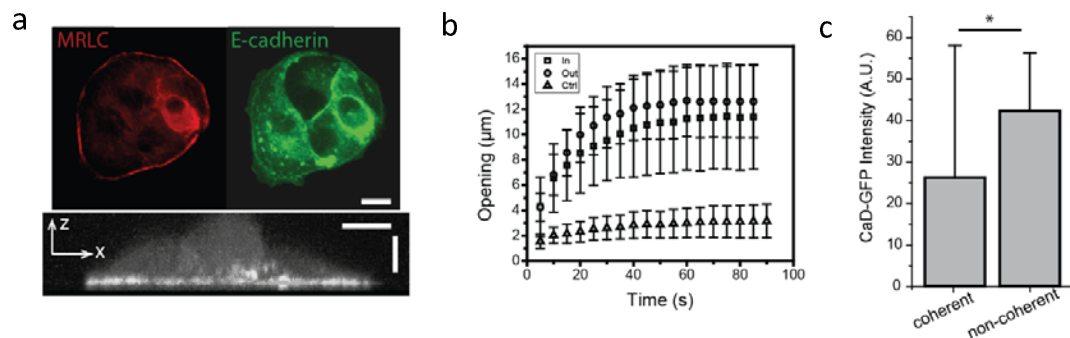 a
MRLC
E-cadherin
Z
X
b
Opening (μm)
16
14
12
10
8
6
4
2
0
In
Out
Ctrl
0
20
40
60
80
100
Time (s)
c
CaD-GFP Intensity (A.U.)
60
50
40
30
20
10
0
*
coherent
non-coherent